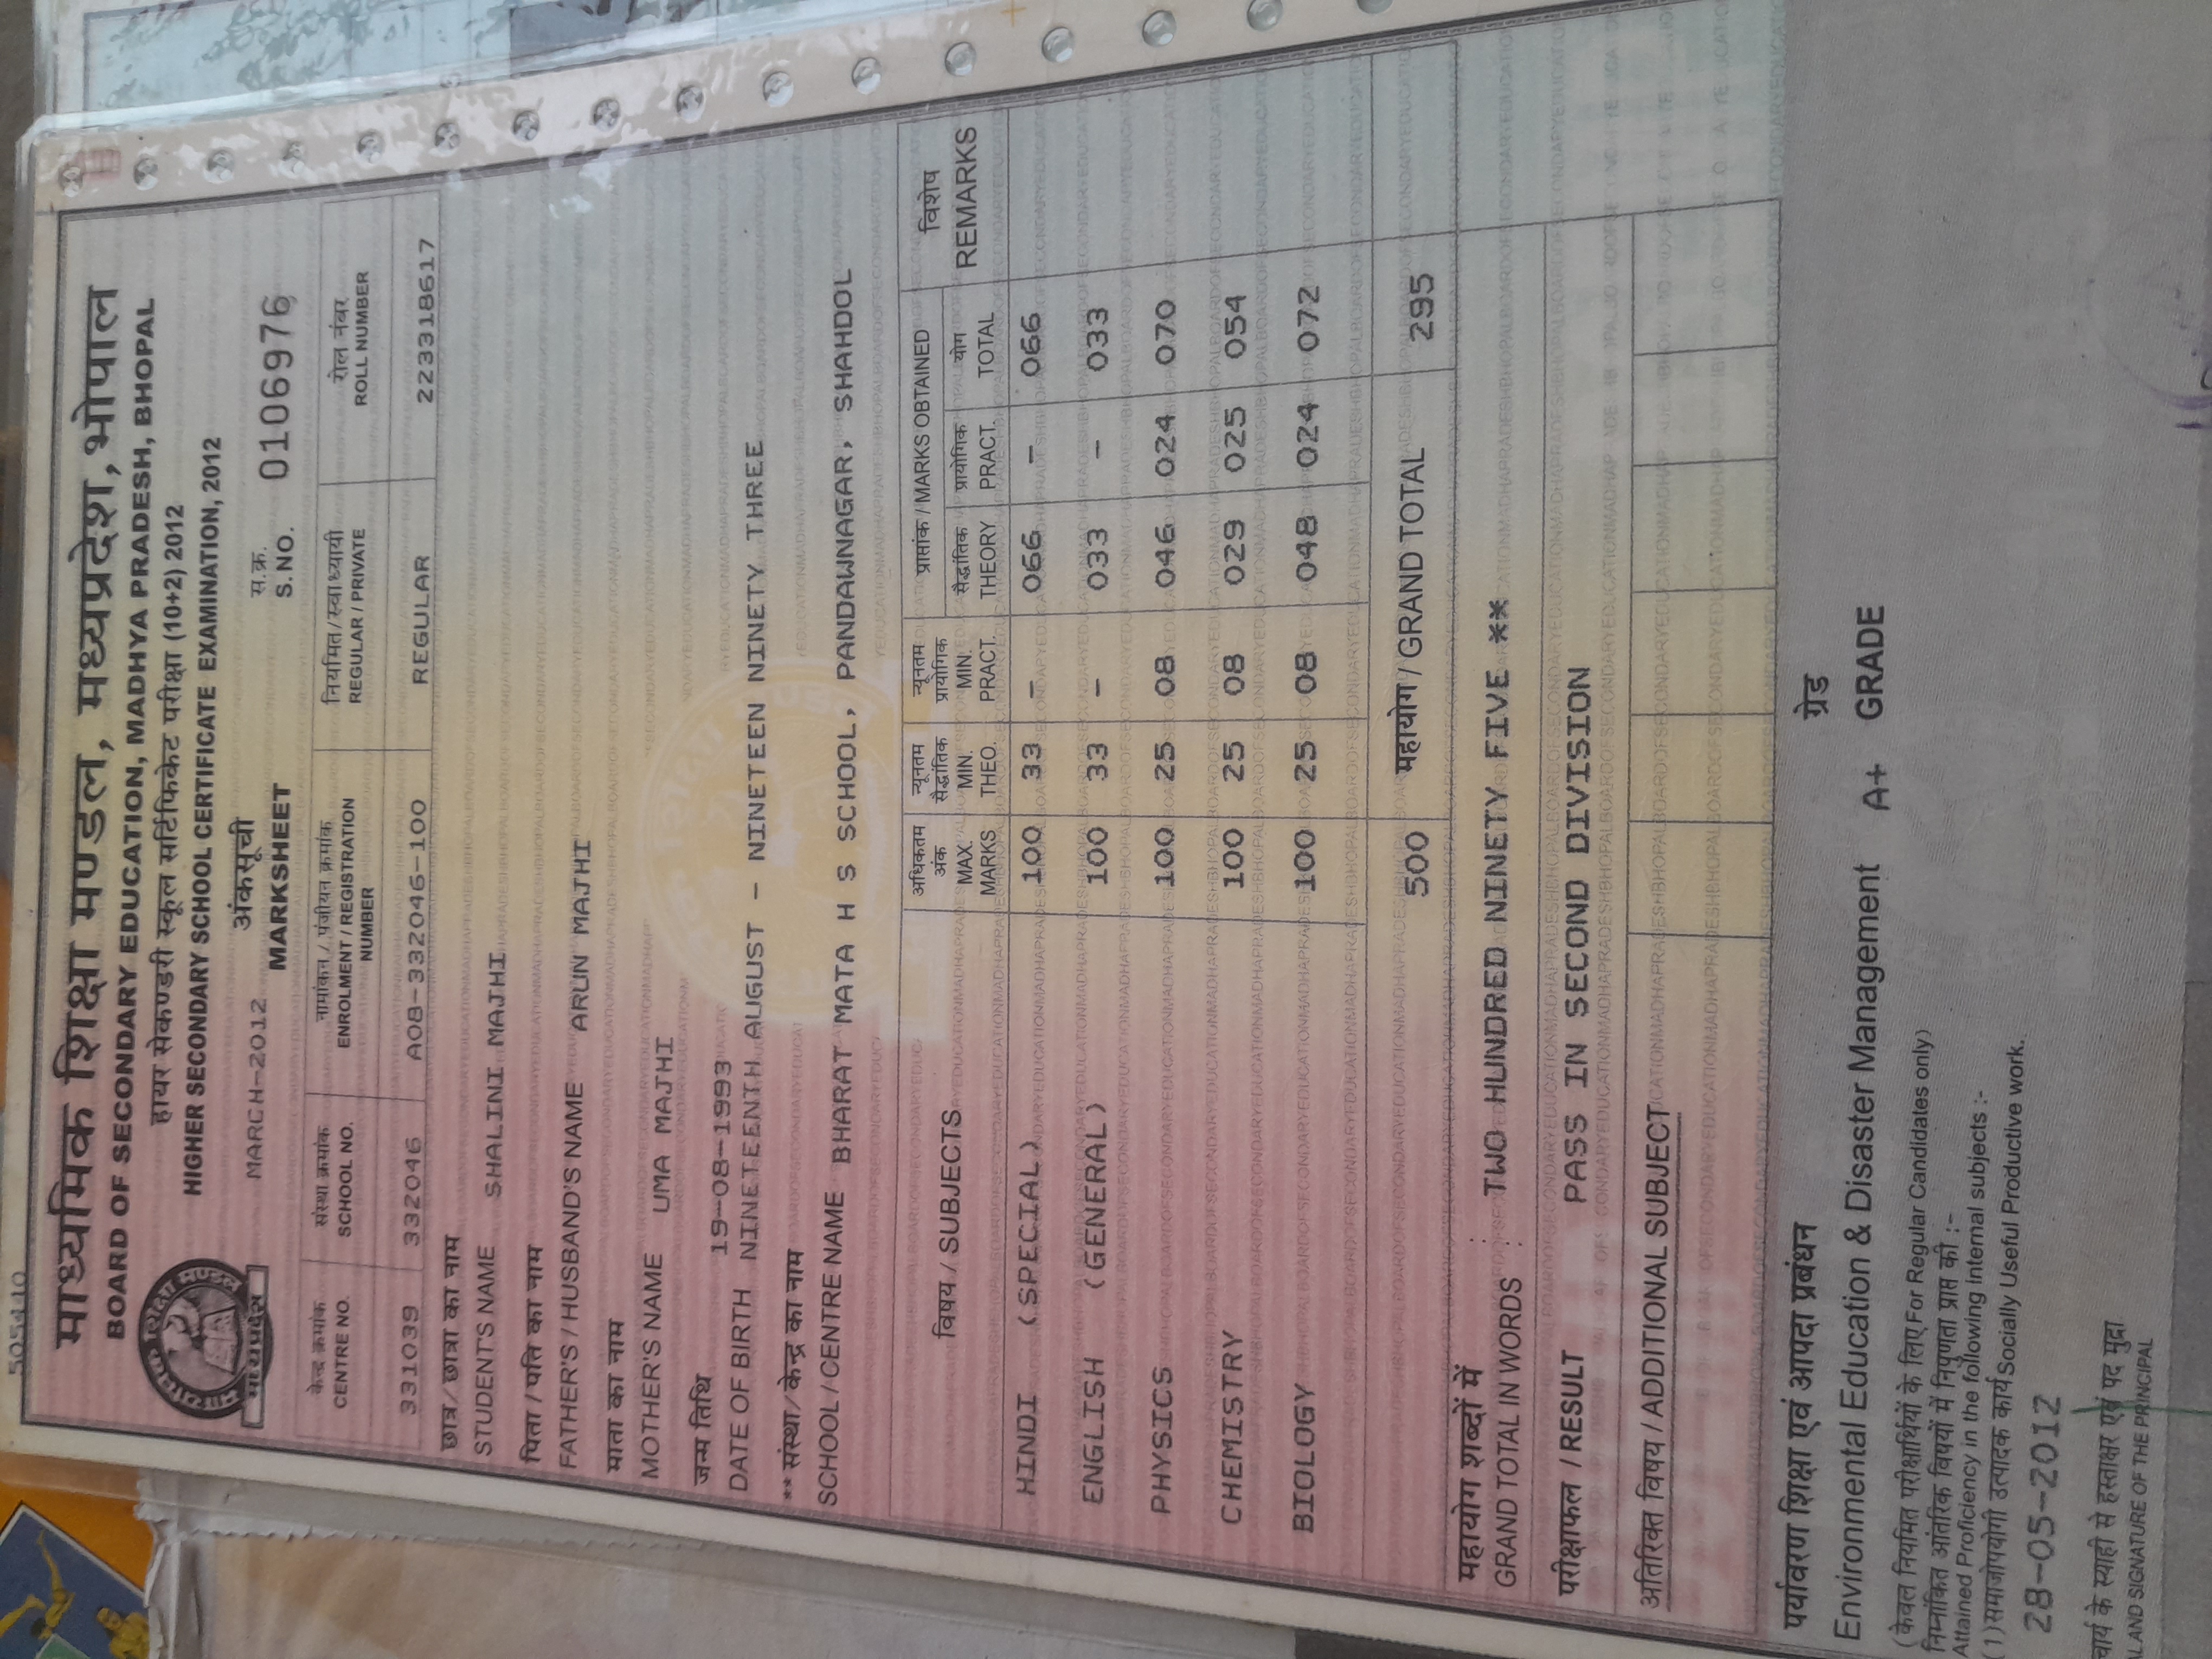 505410
माध्यमिक शिक्षा मण्डल, मध्यप्रदेश, भोपाल
BOARD OF SECONDARY EDUCATION, MADHYA PRADESH, BHOPAL
हायर सेकण्डरी स्कूल सर्टिफिकेट परीक्षा (10+2) 2012
HIGHER SECONDARY SCHOOL CERTIFICATE EXAMINATION, 2012
मध्यप्रदेश
MARCH-2012 अंकसूची स.क्र.
MARKSHEET S. NO. 0106976
केन्द्र क्रमांक संस्था क्रमांक नामांकन / पंजीयन क्रमांक नियमित / स्वाध्यायी रोल नंबर
CENTRE NO. SCHOOL NO. ENROLMENT / REGISTRATION NUMBER REGULAR / PRIVATE ROLL NUMBER
331039 332046 A08-332046-100 REGULAR 223318617
छात्र / छात्रा का नाम
STUDENT'S NAME SHALINI MAJHI
पिता / पति का नाम
FATHER'S / HUSBAND'S NAME ARUN MAJHI
माता का नाम
MOTHER'S NAME UMA MAJHI
जन्म तिथि 19-08-1993
DATE OF BIRTH NINETEENTH AUGUST - NINETEEN NINETY THREE
** संस्था / केन्द्र का नाम
SCHOOL / CENTRE NAME BHARAT MATA H S SCHOOL, PANDAWNAGAR, SHAHDOL
विषय / SUBJECTS अधिकतम अंक MAX. MARKS न्यूनतम सैद्धांतिक MIN. THEO. न्यूनतम प्रायोगिक MIN. PRACT. प्राप्तांक / MARKS OBTAINED विशेष REMARKS
सैद्धांतिक THEORY प्रायोगिक PRACT. योग TOTAL
HINDI (SPECIAL) 100 33 - 066 - 066
ENGLISH (GENERAL) 100 33 - 033 - 033
PHYSICS 100 25 08 046 024 070
CHEMISTRY 100 25 08 029 025 054
BIOLOGY 100 25 08 048 024 072
500 महायोग / GRAND TOTAL 295
महायोग शब्दों में
GRAND TOTAL IN WORDS : TWO HUNDRED NINETY FIVE **
परीक्षाफल / RESULT : PASS IN SECOND DIVISION
अतिरिक्त विषय / ADDITIONAL SUBJECT
पर्यावरण शिक्षा एवं आपदा प्रबंधन ग्रेड
Environmental Education & Disaster Management A+ GRADE
(केवल नियमित परीक्षार्थियों के लिए For Regular Candidates only)
निम्नांकित आंतरिक विषयों में निपुणता प्राप्त की :-
Attained Proficiency in the following Internal subjects :-
(1) समाजोपयोगी उत्पादक कार्य Socially Useful Productive work.
28-05-2012
चार्य के स्याही से हस्ताक्षर एवं पद मुद्रा
L AND SIGNATURE OF THE PRINCIPAL